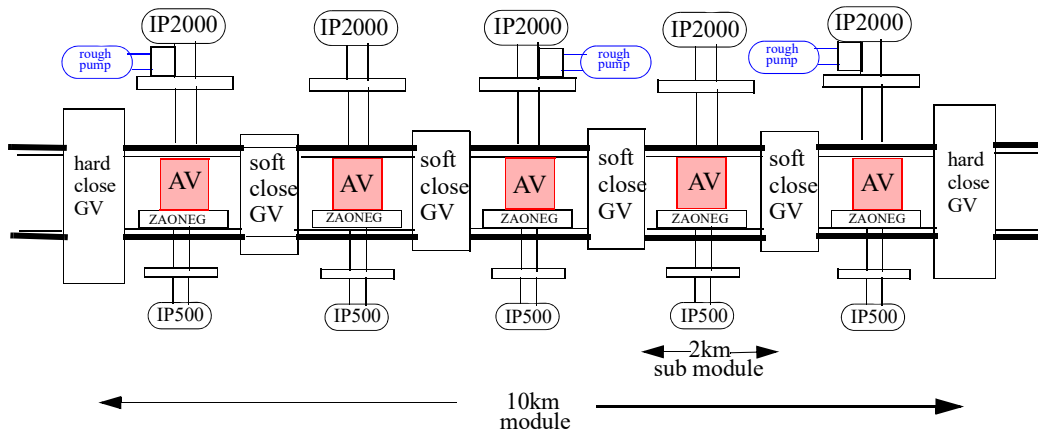 IP2000
IP2000
IP2000
IP2000
IP2000
rough
pump
rough
pump
rough
pump
hard
close
GV
AV
ZAONEG
soft
close
GV
AV
ZAONEG
soft
close
GV
AV
ZAONEG
soft
close
GV
AV
ZAONEG
soft
close
GV
AV
ZAONEG
hard
close
GV
IP500
IP500
IP500
IP500
IP500
2km
sub module
10km
module